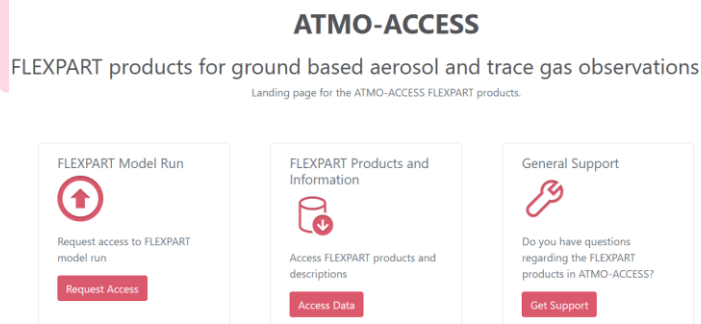 ATMO-ACCESS
FLEXPART products for ground based aerosol and trace gas observations
Landing page for the ATMO-ACCESS FLEXPART products.
FLEXPART Model Run
Request access to FLEXPART
model run
Request Access
FLEXPART Products and
Information
Access FLEXPART products and
descriptions
Access Data
General Support
Do you have questions
regarding the FLEXPART
products in ATMO-ACCESS?
Get Support